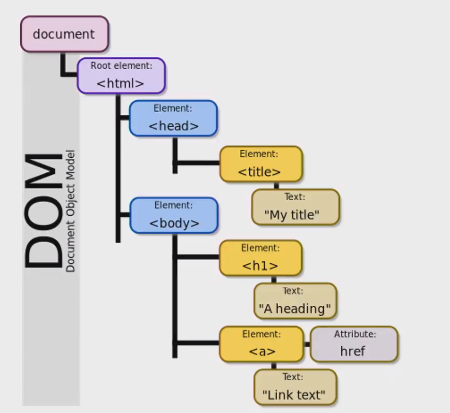 document
Root element:
<html>
Element:
<head>
Element:
<title>
Text:
"My title"
Element:
<body>
Element:
<h1>
Text:
"A heading"
Element:
<a>
Attribute:
href
Text:
"Link text"
DOM
Document Object Model